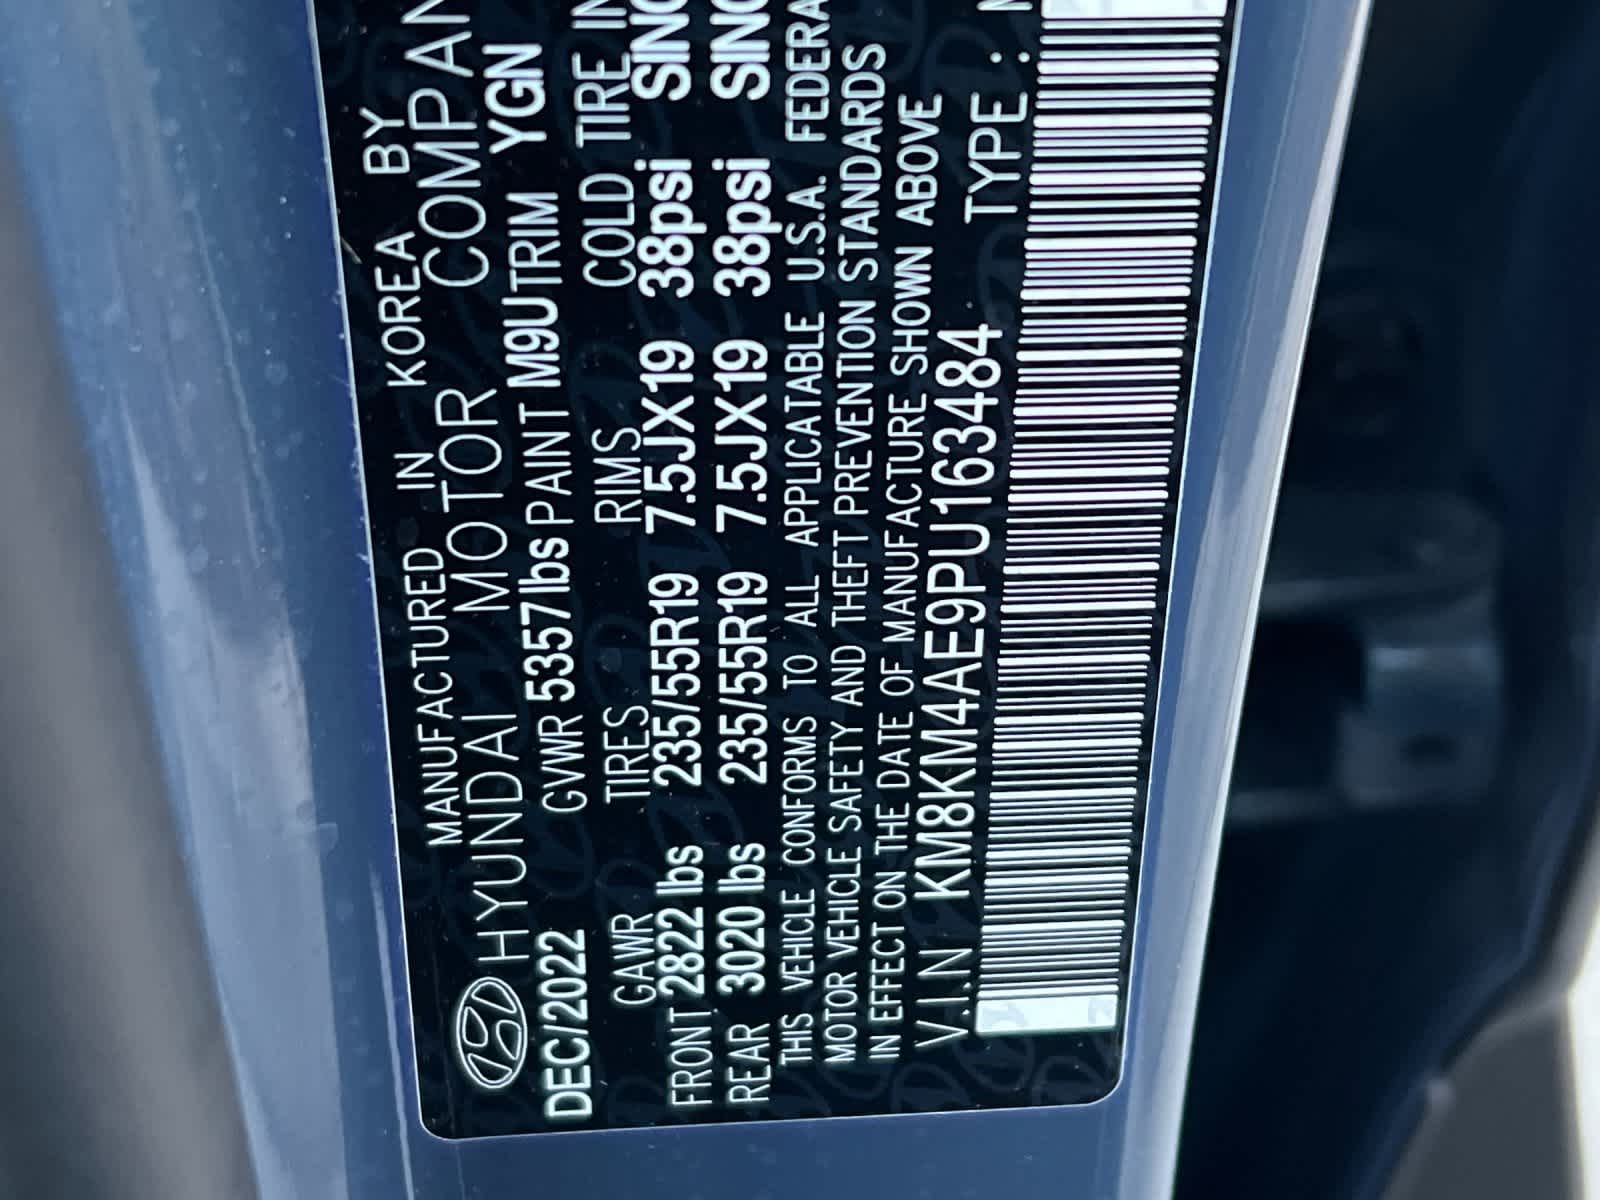 MANUFACTURED IN KOREA BY
HYUNDAI MOTOR COMPAN
DEC/2022 GVWR 5357lbs PAINT M9U TRIM YGN
GAWR TIRES RIMS COLD TIRE IN
FRONT 2822 lbs 235/55R19 7.5JX19 38psi SING
REAR 3020 lbs 235/55R19 7.5JX19 38psi SING
THIS VEHICLE CONFORMS TO ALL APPLICATABLE U.S.A. FEDERA
MOTOR VEHICLE SAFETY AND THEFT PREVENTION STANDARDS
IN EFFECT ON THE DATE OF MANUFACTURE SHOWN ABOVE
V.I.N KM8KM4AE9PU163484 TYPE :